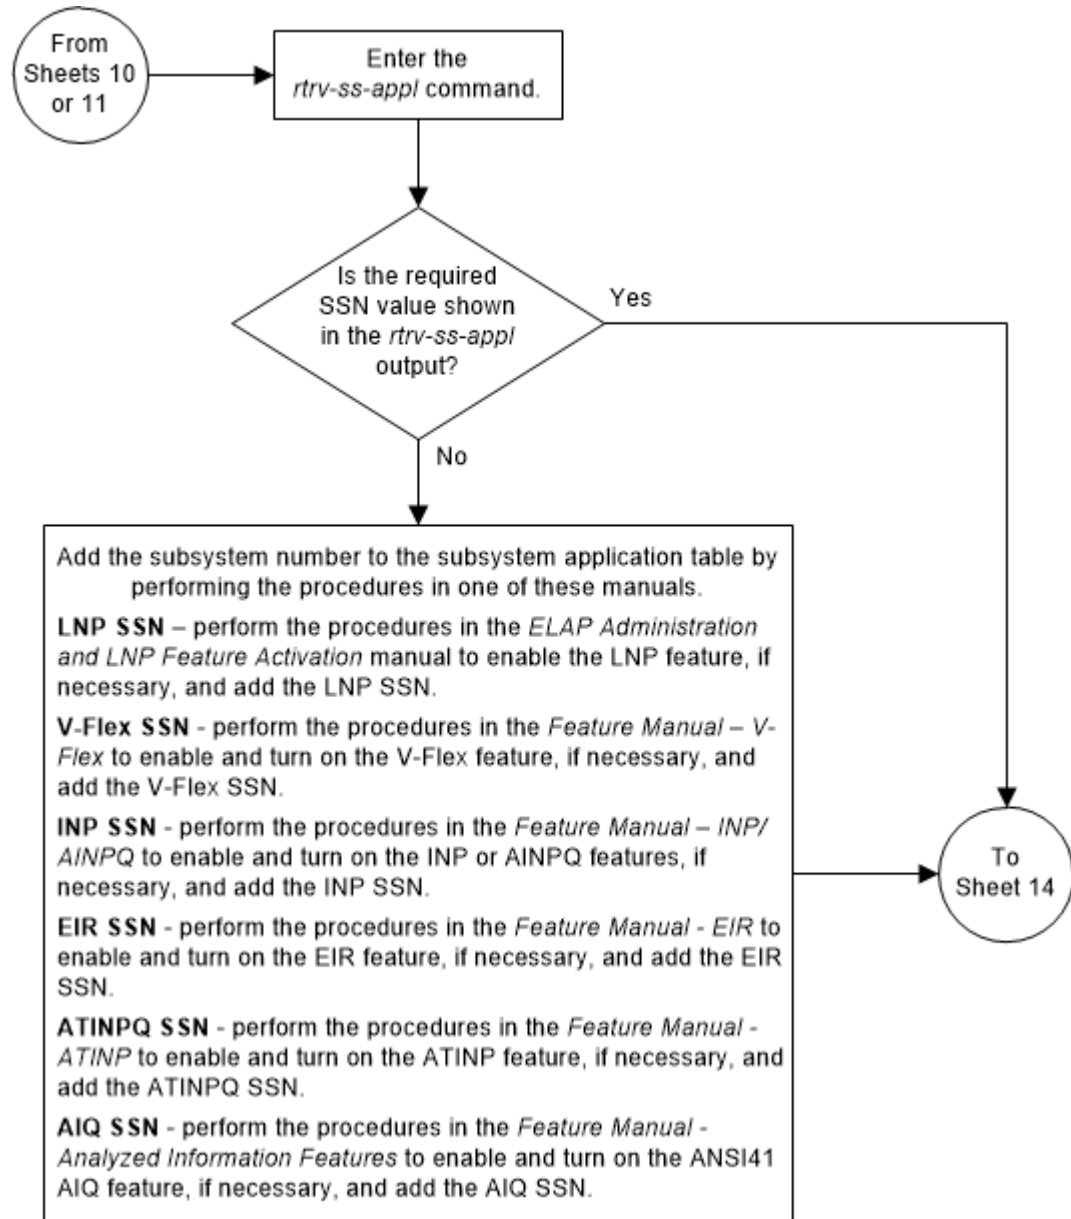 From
Sheets 10
or 11
Enter the
rtrv-ss-appl command.
Is the required
SSN value shown
in the rtrv-ss-appl
output?
Yes
No
Add the subsystem number to the subsystem application table by
performing the procedures in one of these manuals.
LNP SSN – perform the procedures in the ELAP Administration
and LNP Feature Activation manual to enable the LNP feature, if
necessary, and add the LNP SSN.
V-Flex SSN - perform the procedures in the Feature Manual – V-
Flex to enable and turn on the V-Flex feature, if necessary, and
add the V-Flex SSN.
INP SSN - perform the procedures in the Feature Manual – INP/
AINPQ to enable and turn on the INP or AINPQ features, if
necessary, and add the INP SSN.
EIR SSN - perform the procedures in the Feature Manual - EIR to
enable and turn on the EIR feature, if necessary, and add the EIR
SSN.
ATINPQ SSN - perform the procedures in the Feature Manual -
ATINP to enable and turn on the ATINP feature, if necessary, and
add the ATINPQ SSN.
AIQ SSN - perform the procedures in the Feature Manual -
Analyzed Information Features to enable and turn on the ANSI41
AIQ feature, if necessary, and add the AIQ SSN.
To
Sheet 14